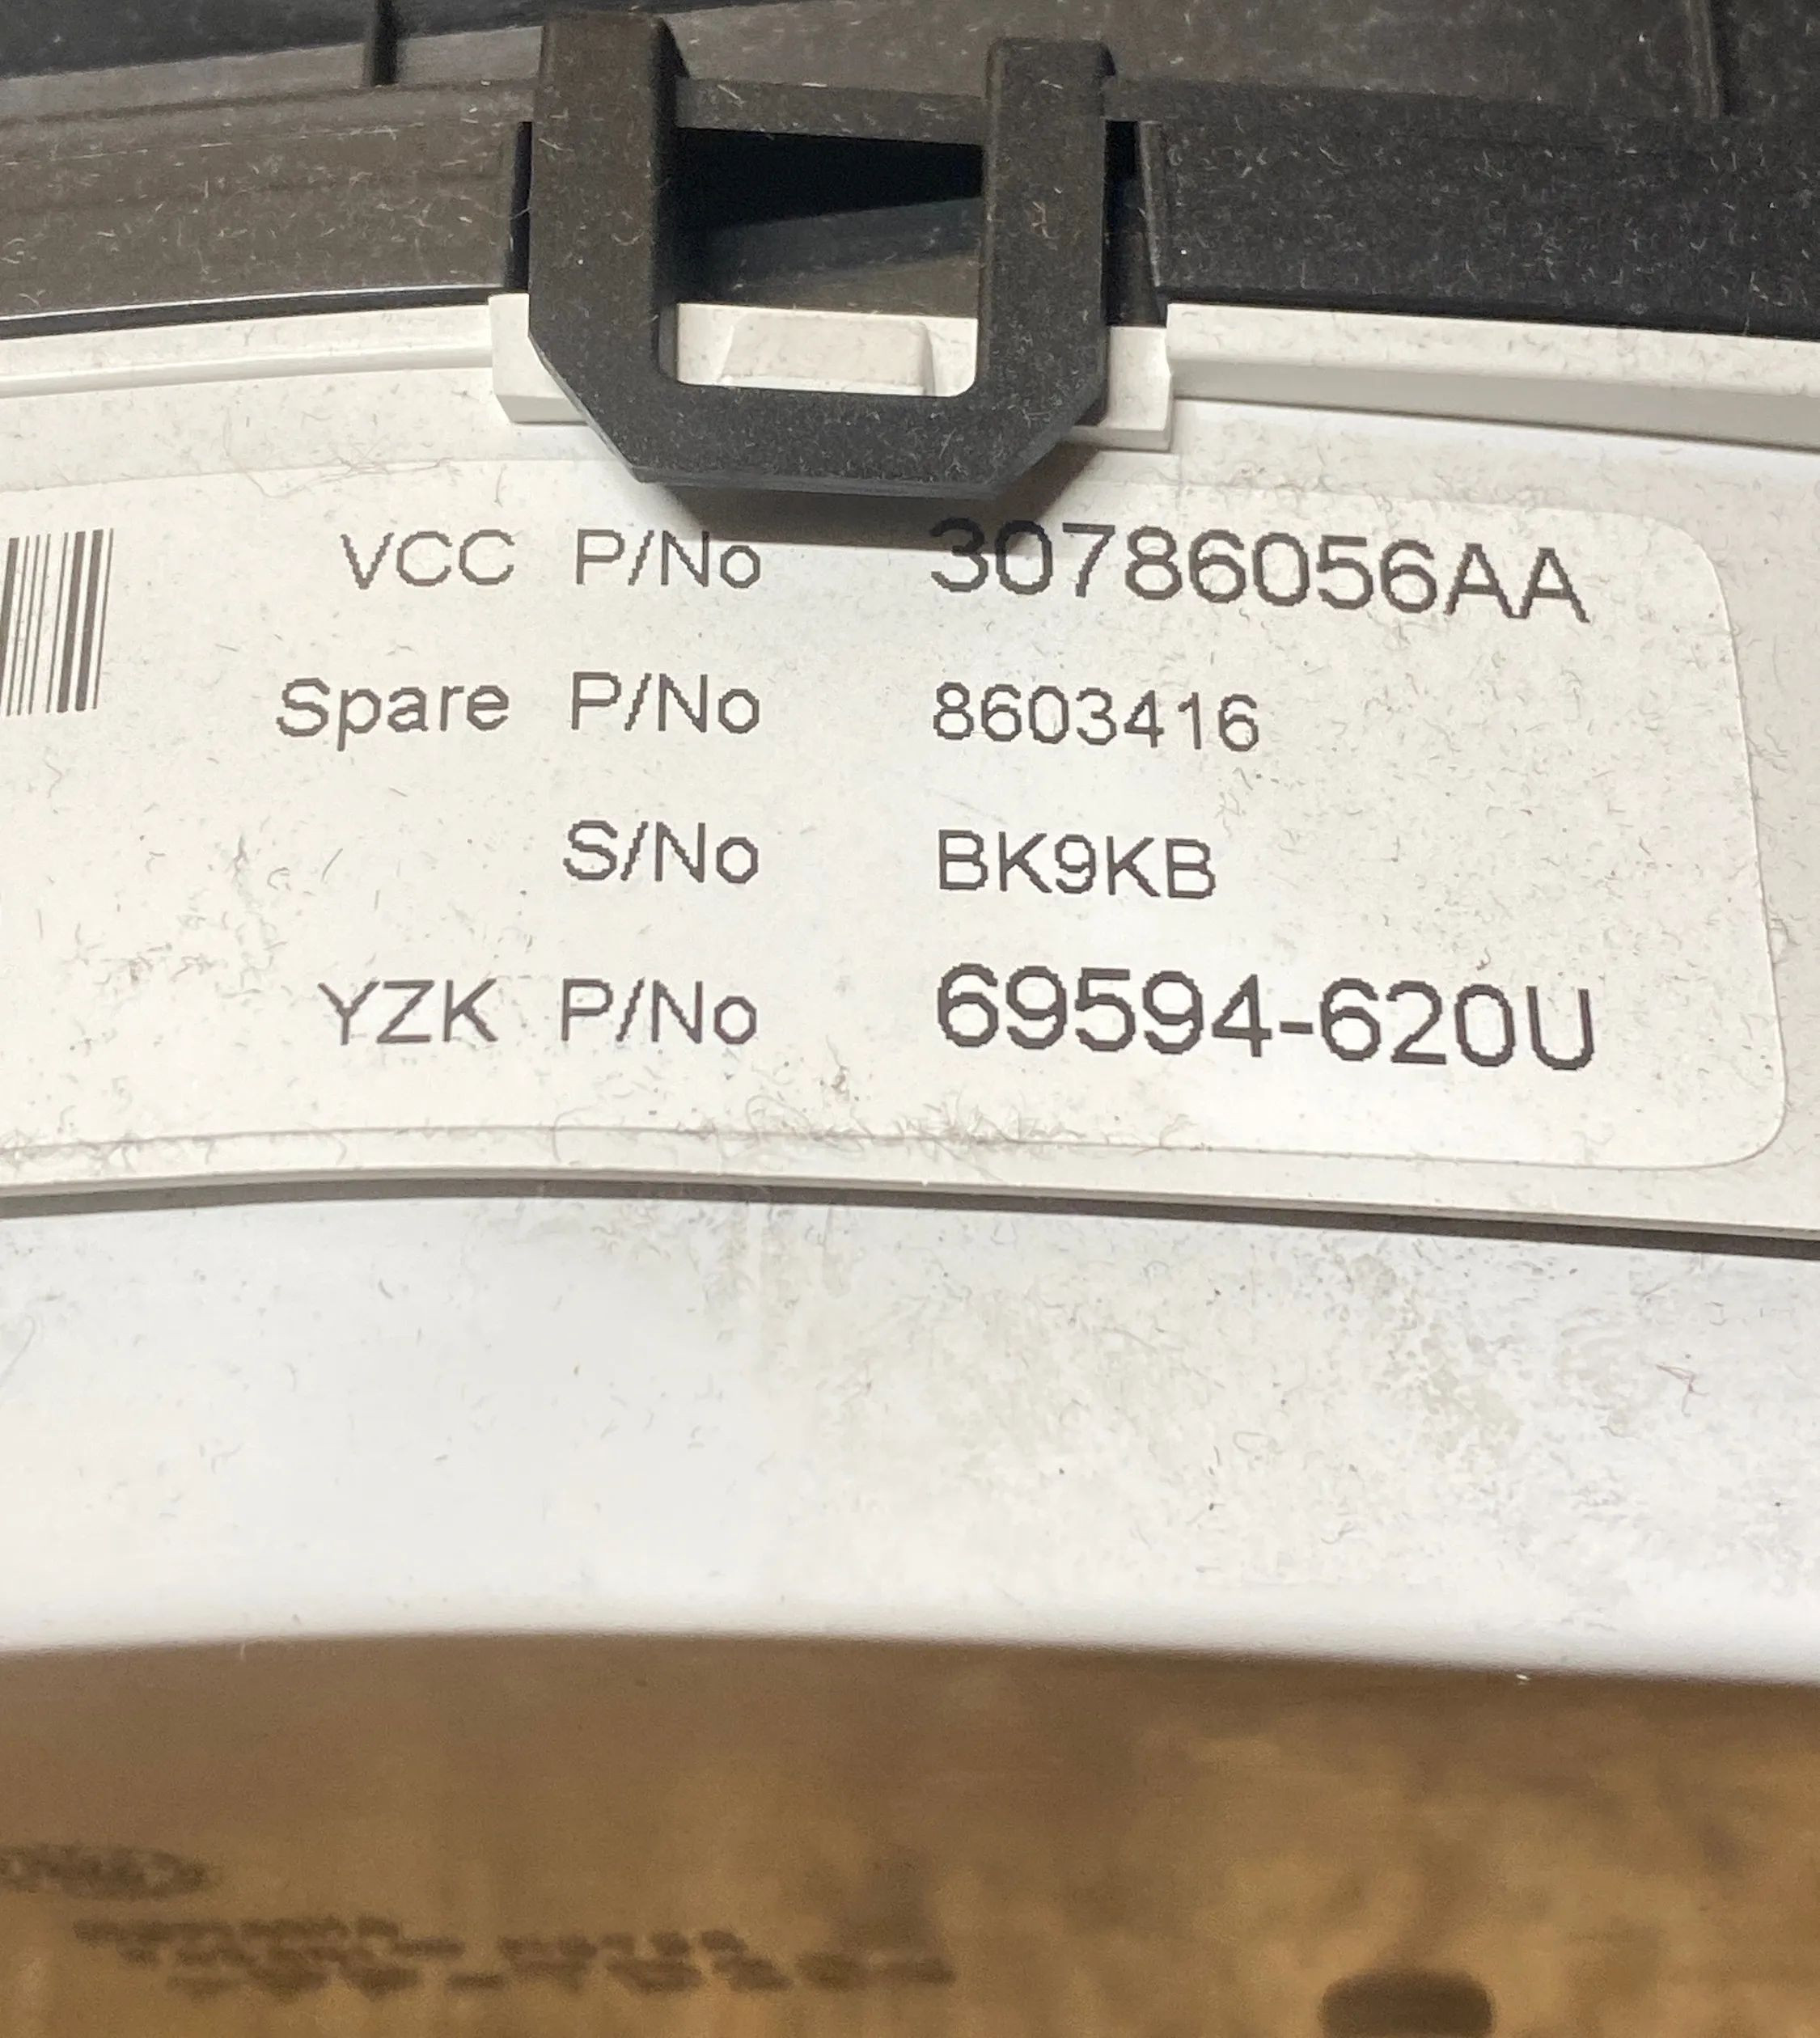 VCC P/No 30786056AA
Spare P/No 8603416
S/No BK9KB
YZK P/No 69594-620U